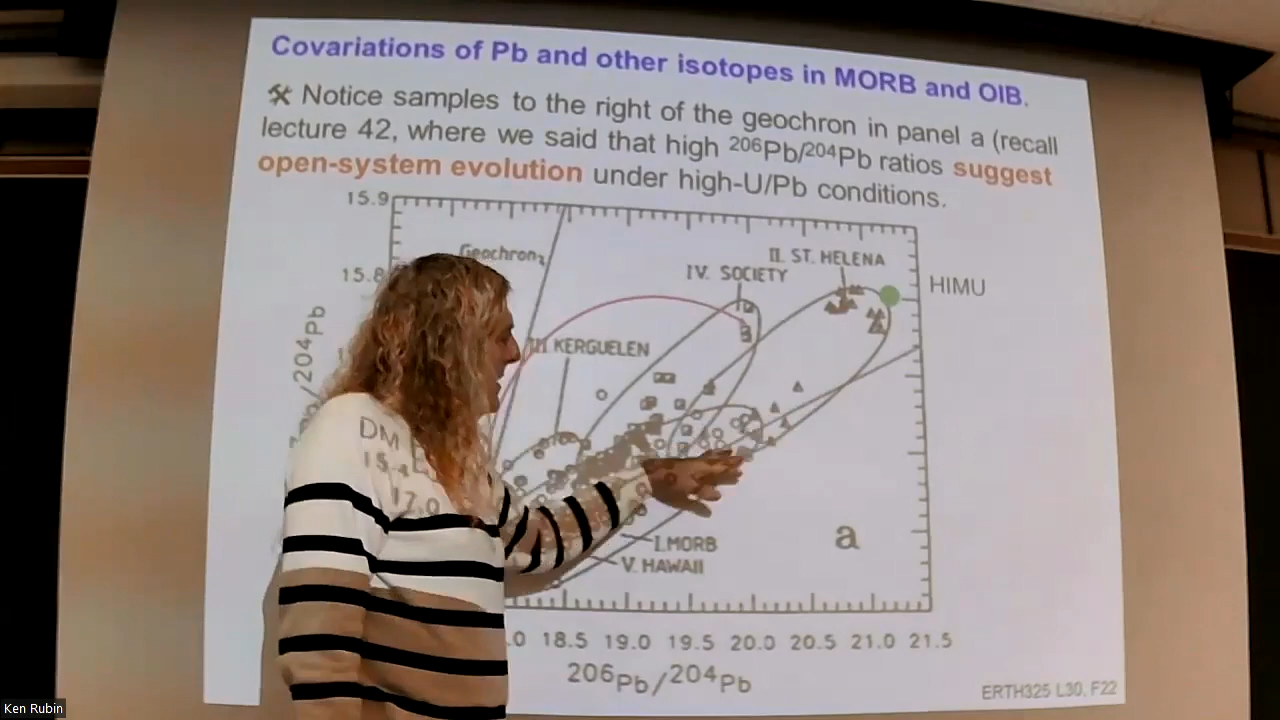 Covariations of Pb and other isotopes in MORB and OIB.
Notice samples to the right of the geochron in panel a (recall
lecture 42, where we said that high 206Pb/204Pb ratios suggest
open-system evolution under high-U/Pb conditions.
15.9
Geochron
II. ST. HELENA
15.8
IV. SOCIETY
HIMU
/204Pb
III KERGUELEN
DM
15.4
17.0
a
I.MORB
V. HAWAII
.0 18.5 19.0 19.5 20.0 20.5 21.0 21.5
206Pb/204Pb
ERTH325 L30, F22
Ken Rubin